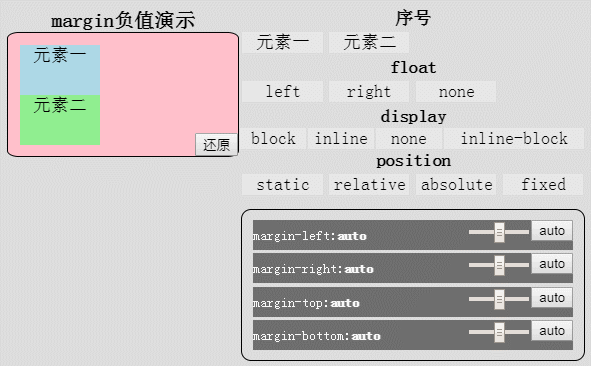 margin负值演示
元素一
元素二
还原
序号
元素一 元素二
float
left right none
display
block inline none inline-block
position
static relative absolute fixed
margin-left:auto auto
margin-right:auto auto
margin-top:auto auto
margin-bottom:auto auto